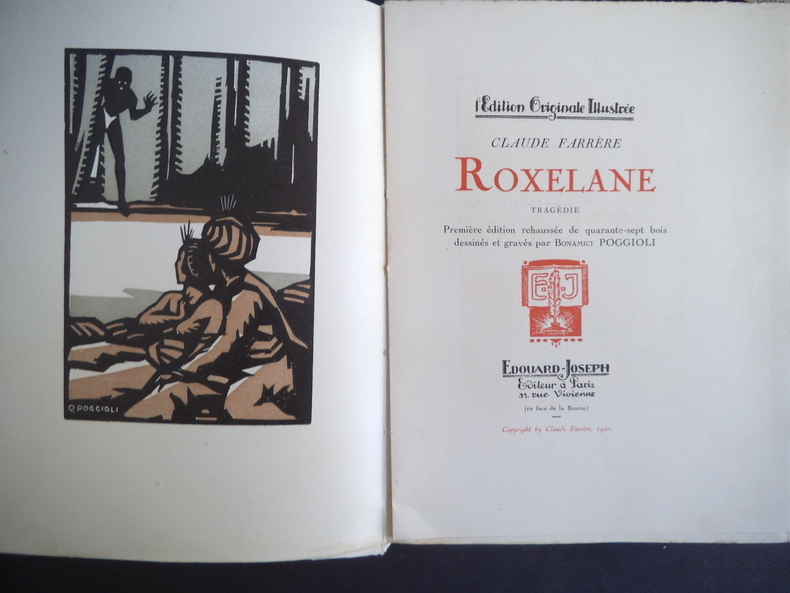 Q POGGIOLI
l'Edition Originale Illustrée
CLAUDE FARRÈRE
ROXELANE
TRAGÉDIE
Première édition rehaussée de quarante-sept bois
dessinés et gravés par BONAMICI POGGIOLI
E.J
EDOUARD-JOSEPH
Editeur à Paris
31. rue Vivienne
(en face de la Bourse)
Copyright by Claude Farrère,